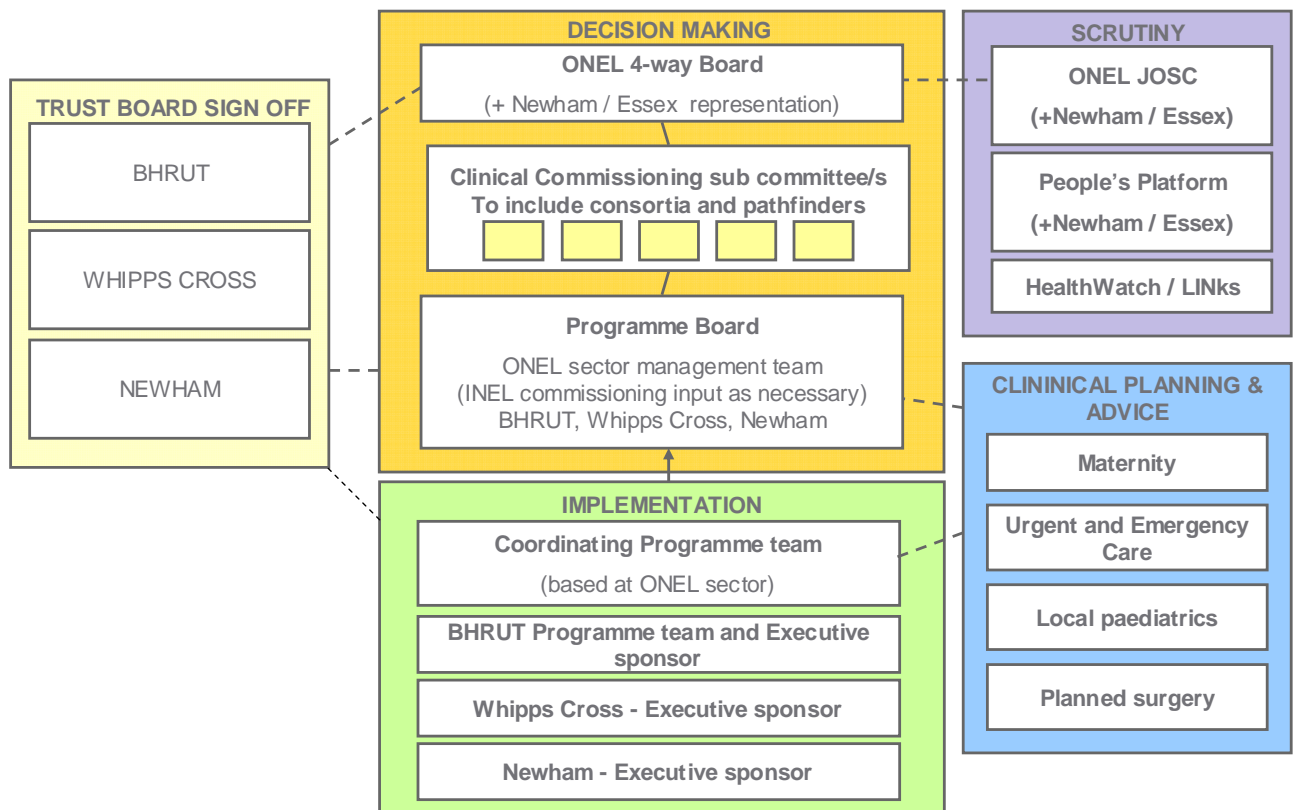 TRUST BOARD SIGN OFF
BHRUT
WHIPPS CROSS
NEWHAM
DECISION MAKING
ONEL 4-way Board
(+ Newham / Essex representation)
Clinical Commissioning sub committee/s
To include consortia and pathfinders
Programme Board
ONEL sector management team
(INEL commissioning input as necessary)
BHRUT, Whipps Cross, Newham
IMPLEMENTATION
Coordinating Programme team
(based at ONEL sector)
BHRUT Programme team and Executive
sponsor
Whipps Cross - Executive sponsor
Newham - Executive sponsor
SCRUTINY
ONEL JOSC
(+Newham / Essex)
People’s Platform
(+Newham / Essex)
HealthWatch / LINks
CLININICAL PLANNING &
ADVICE
Maternity
Urgent and Emergency
Care
Local paediatrics
Planned surgery